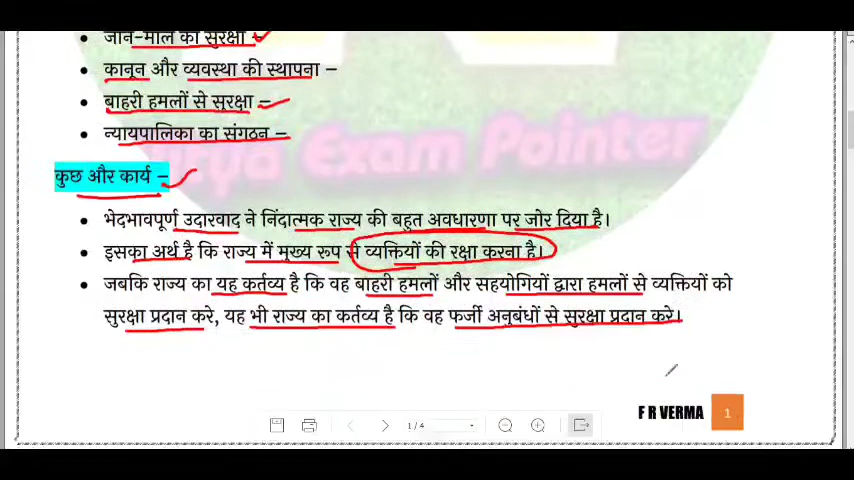 जान-माल की सुरक्षा –
कानून और व्यवस्था की स्थापना –
बाहरी हमलों से सुरक्षा –
न्यायपालिका का संगठन –
rya Exam Pointer
कुछ और कार्य –
भेदभावपूर्ण उदारवाद ने निंदात्मक राज्य की बहुत अवधारणा पर जोर दिया है।
इसका अर्थ है कि राज्य में मुख्य रूप से व्यक्तियों की रक्षा करना है।
जबकि राज्य का यह कर्तव्य है कि वह बाहरी हमलों और सहयोगियों द्वारा हमलों से व्यक्तियों को
सुरक्षा प्रदान करे, यह भी राज्य का कर्तव्य है कि वह फर्जी अनुबंधों से सुरक्षा प्रदान करे।
F R VERMA 1
1/4